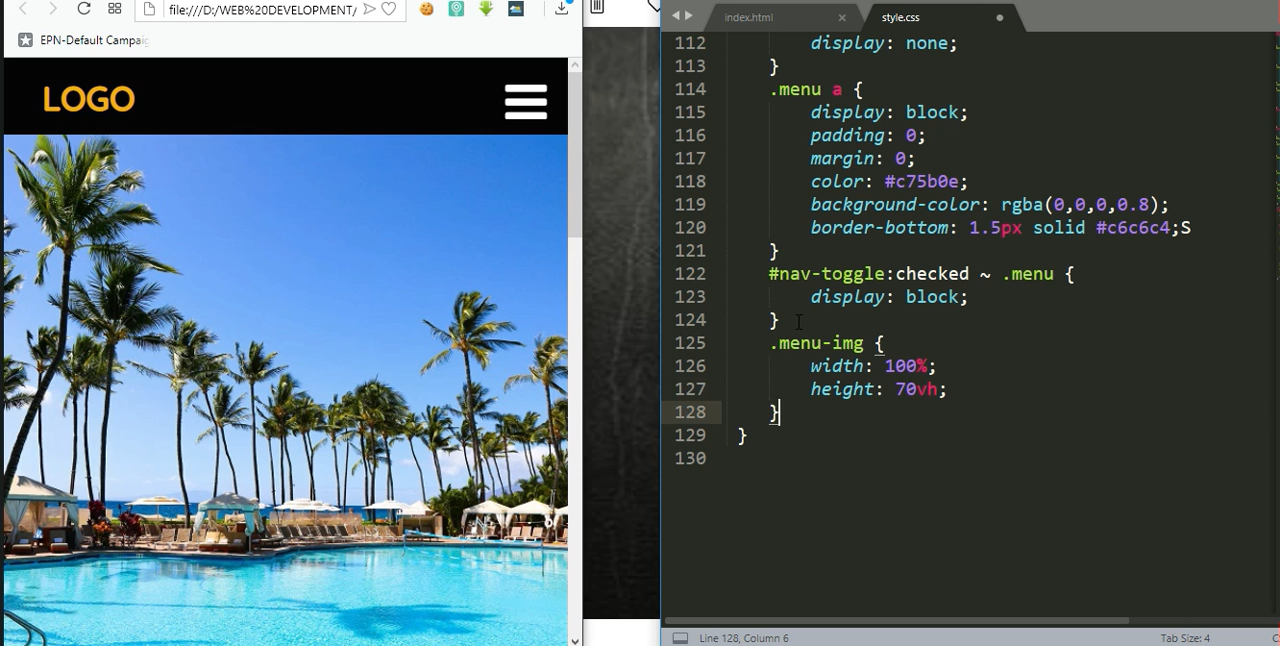 file:///D:/WEB%20DEVELOPMENT/
EPN-Default Campai
LOGO
index.html
style.css
112 display: none;
113 }
114 .menu a {
115 display: block;
116 padding: 0;
117 margin: 0;
118 color: #c75b0e;
119 background-color: rgba(0,0,0,0.8);
120 border-bottom: 1.5px solid #c6c6c4;S
121 }
122 #nav-toggle:checked ~ .menu {
123 display: block;
124 }
125 .menu-img {
126 width: 100%;
127 height: 70vh;
128 }
129 }
130
Line 128, Column 6
Tab Size: 4